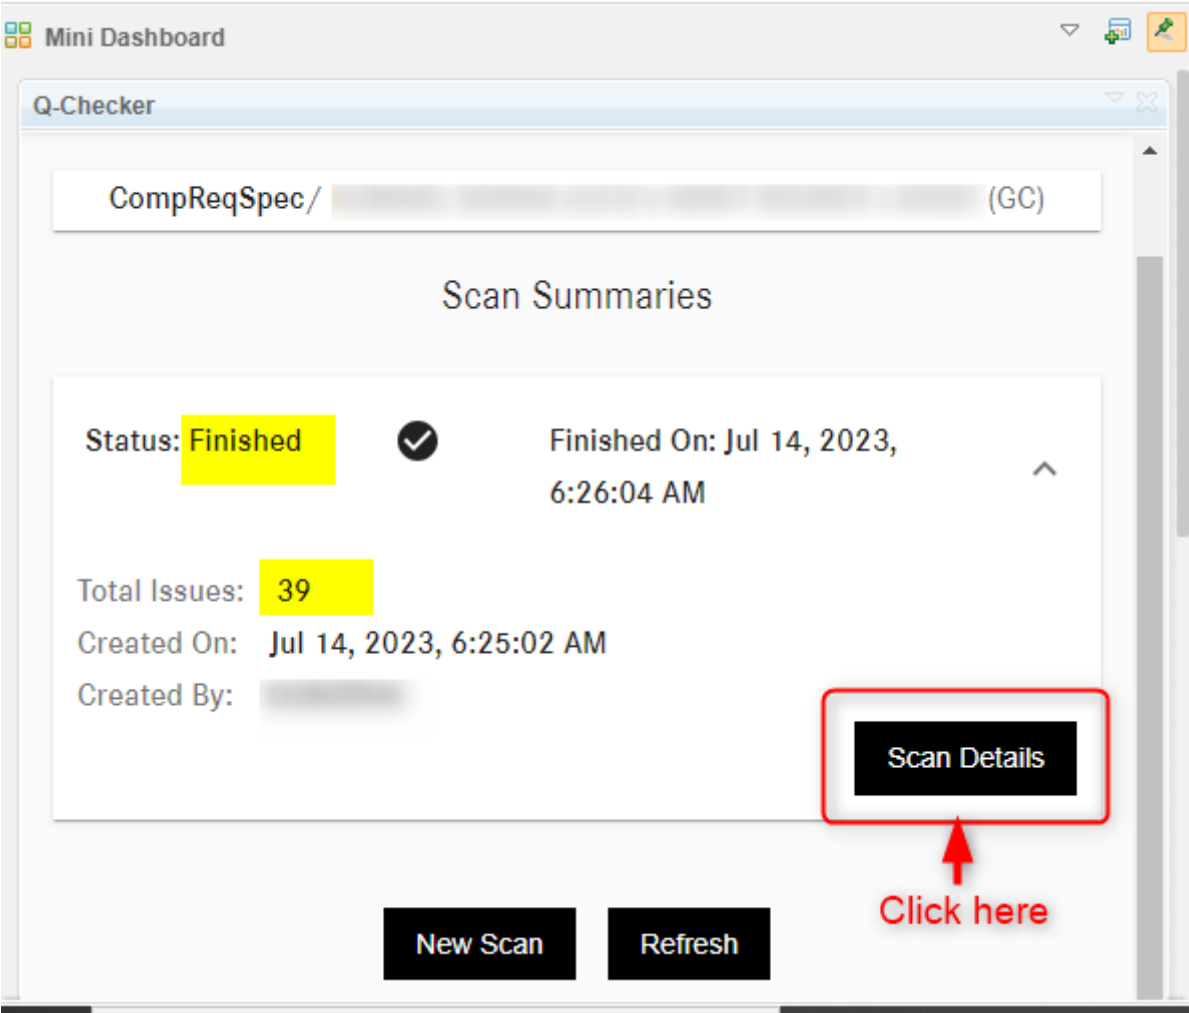 Mini Dashboard
Q-Checker
CompReqSpec/ (GC)
Scan Summaries
Status: Finished
Finished On: Jul 14, 2023,
6:26:04 AM
Total Issues: 39
Created On: Jul 14, 2023, 6:25:02 AM
Created By:
Scan Details
Click here
New Scan
Refresh